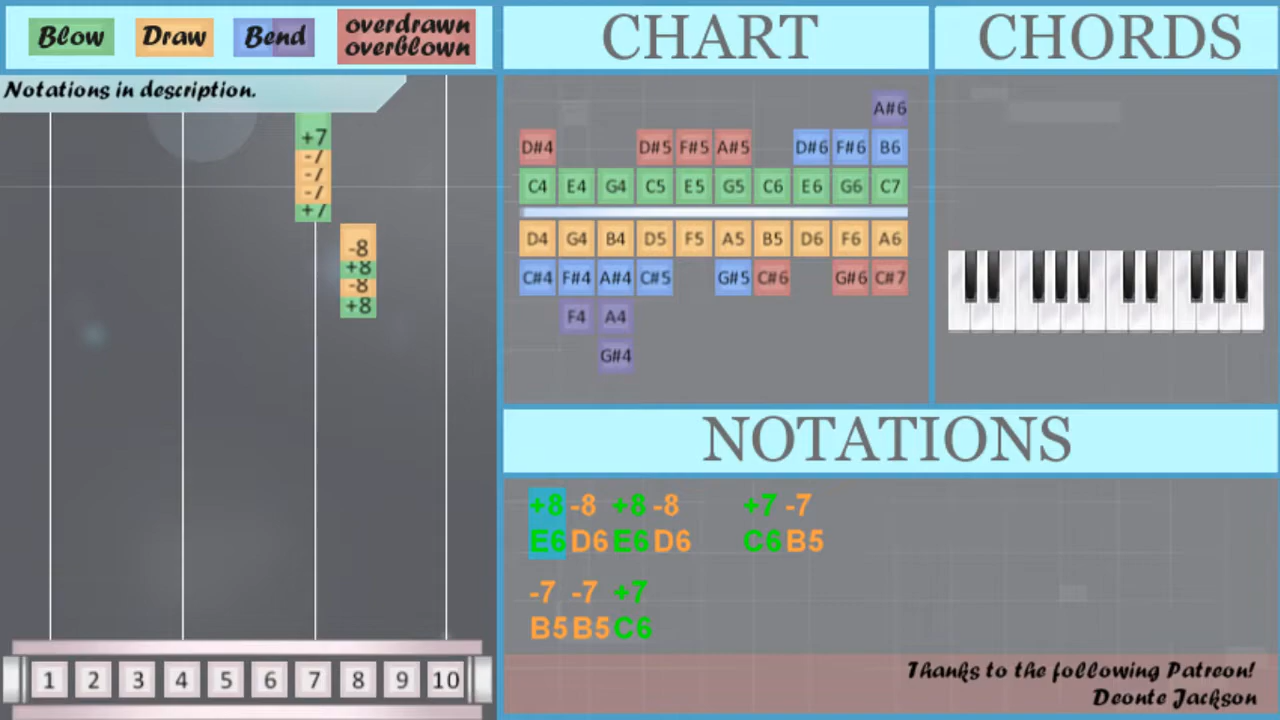 Blow Draw Bend overdrawn overblown
CHART
CHORDS
Notations in description.
+7
-7
-7
-7
+7
-8
+8
-8
+8
1 2 3 4 5 6 7 8 9 10
A#6
D#4 D#5 F#5 A#5 D#6 F#6 B6
C4 E4 G4 C5 E5 G5 C6 E6 G6 C7
D4 G4 B4 D5 F5 A5 B5 D6 F6 A6
C#4 F#4 A#4 C#5 G#5 C#6 G#6 C#7
F4 A4
G#4
NOTATIONS
+8 -8 +8 -8 +7 -7
E6 D6 E6 D6 C6 B5
-7 -7 +7
B5 B5 C6
Thanks to the following Patreon!
Deonte Jackson